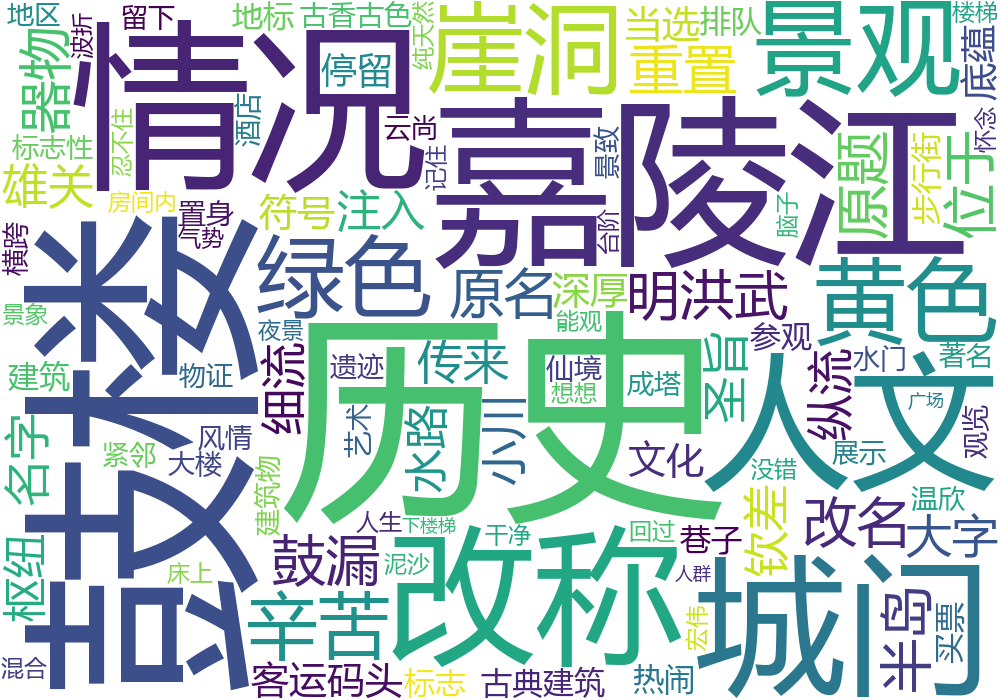 地区
留下
波折
地标
古香古色
纯天然
崖洞
当选
排队
景观
楼梯
情况
器物
停留
重置
底蕴
酒店
云尚
嘉陵江
标志性
忍不住
记住
景致
原题
步行街
怀念
位于
雄关
房间内
置身
气势
符号
注入
台阶
脑子
横跨
鼓楼
绿色
原名
深厚
明洪武
黄色
景象
夜景
历史
能观
参观
建筑
物证
细流
遗迹
传来
仙境
想想
成塔
圣旨
人文
纵流
水门
著名
广场
名字
紧邻
风情
大楼
艺术
水路
小川
文化
没错
展示
观览
建筑物
人生
下楼梯
干净
回过
巷子
钦差
改名
温欣
大字
枢纽
床上
鼓漏
泥沙
改称
人群
城阙
辛苦
宏伟
半岛
买票
混合
客运码头
标志
古典建筑
热闹